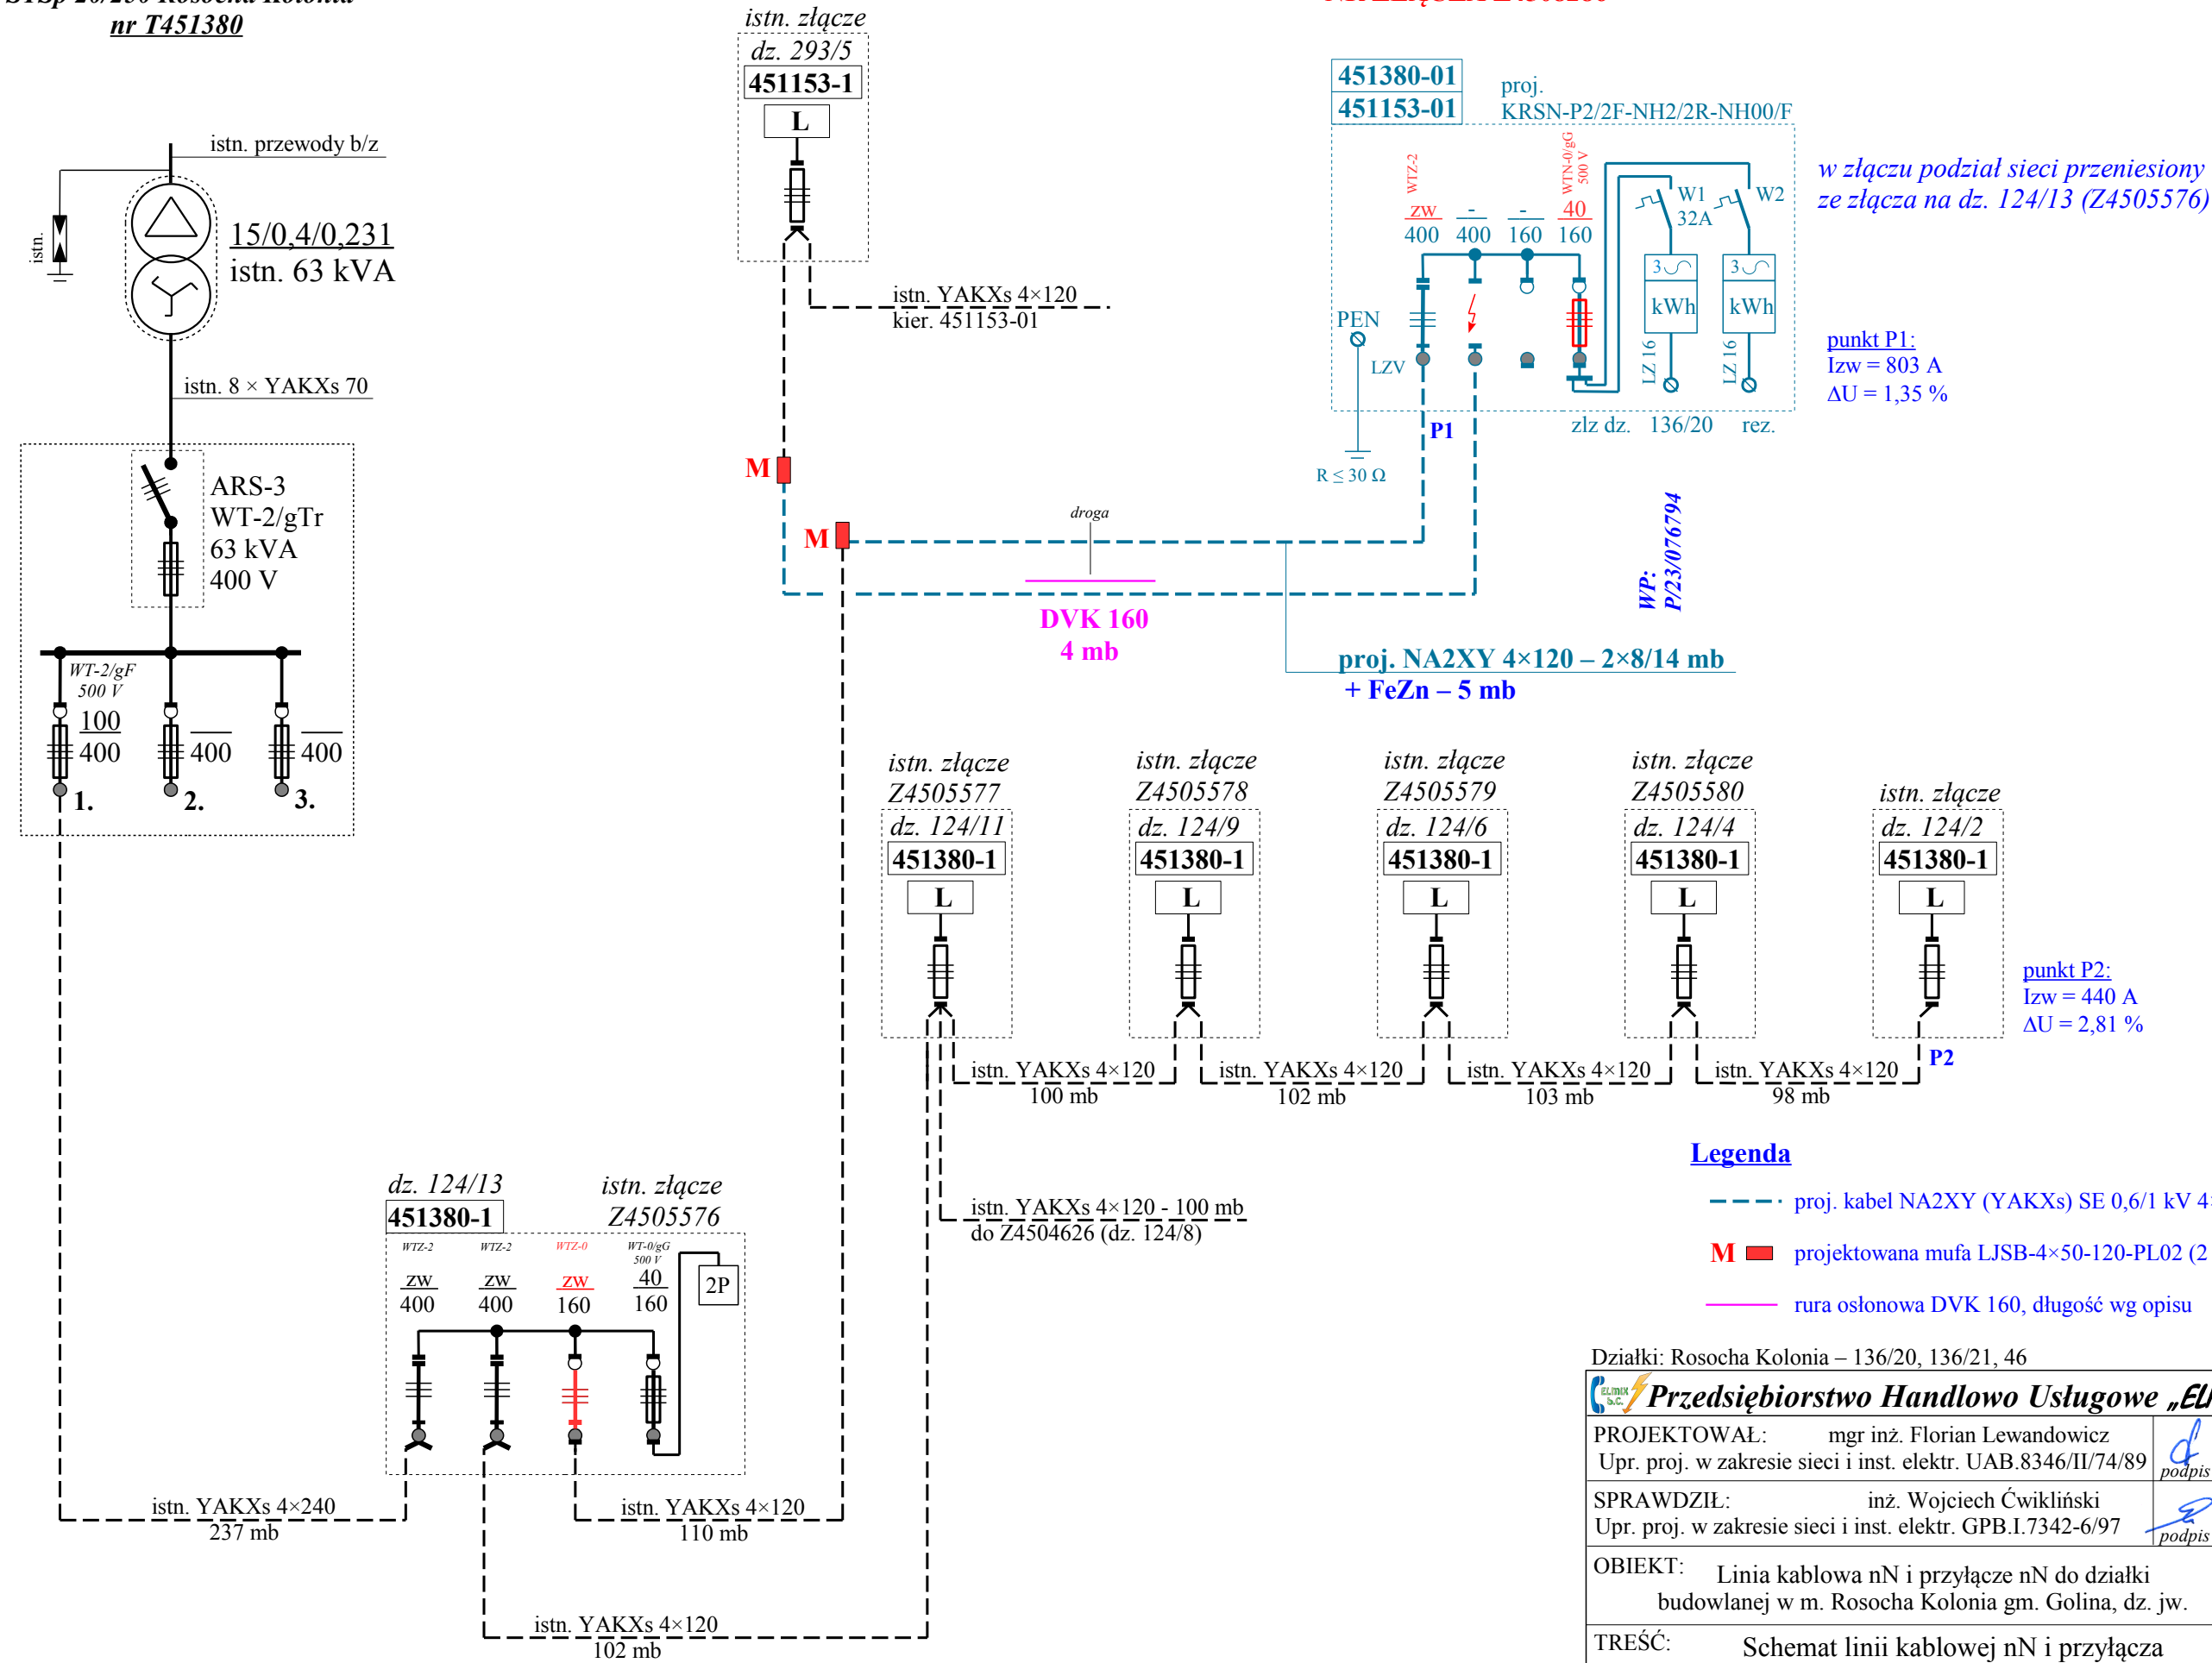 nr T451380
istn. przewody b/z
istn.
15/0,4/0,231
istn. 63 kVA
istn. 8 × YAKXs 70
ARS-3
WT-2/gTr
63 kVA
400 V
WT-2/gF
500 V
100
400
400
400
1.
2.
3.
istn. złącze
dz. 293/5
451153-1
L
istn. YAKXs 4×120
kier. 451153-01
M
M
droga
DVK 160
4 mb
451380-01
451153-01
proj.
KRSN-P2/2F-NH2/2R-NH00/F
WTZ-2
WTN-0/gG
500 V
zw
400
-
400
-
160
40
160
W1
32A
W2
3
kWh
3
kWh
PEN
LZV
LZ 16
LZ 16
P1
zlz dz. 136/20 rez.
R ≤ 30 Ω
w złączu podział sieci przeniesiony
ze złącza na dz. 124/13 (Z4505576)
punkt P1:
Izw = 803 A
ΔU = 1,35 %
WP:
P/23/076794
proj. NA2XY 4×120 – 2×8/14 mb
+ FeZn – 5 mb
istn. złącze
Z4505577
dz. 124/11
451380-1
L
istn. złącze
Z4505578
dz. 124/9
451380-1
L
istn. złącze
Z4505579
dz. 124/6
451380-1
L
istn. złącze
Z4505580
dz. 124/4
451380-1
L
istn. złącze
dz. 124/2
451380-1
L
punkt P2:
Izw = 440 A
ΔU = 2,81 %
P2
istn. YAKXs 4×120
100 mb
istn. YAKXs 4×120
102 mb
istn. YAKXs 4×120
103 mb
istn. YAKXs 4×120
98 mb
istn. YAKXs 4×120 - 100 mb
do Z4504626 (dz. 124/8)
dz. 124/13
451380-1
istn. złącze
Z4505576
WTZ-2
WTZ-2
WTZ-0
WT-0/gG
500 V
zw
400
zw
400
zw
160
40
160
2P
istn. YAKXs 4×240
237 mb
istn. YAKXs 4×120
110 mb
istn. YAKXs 4×120
102 mb
Legenda
proj. kabel NA2XY (YAKXs) SE 0,6/1 kV
M projektowana mufa LJSB-4×50-120-PL02 (2
rura osłonowa DVK 160, długość wg opisu
Działki: Rosocha Kolonia – 136/20, 136/21, 46
ELMIX s.c.
Przedsiębiorstwo Handlowo Usługowe
PROJEKTOWAŁ: mgr inż. Florian Lewandowicz
Upr. proj. w zakresie sieci i inst. elektr. UAB.8346/II/74/89
podpis
SPRAWDZIŁ: inż. Wojciech Ćwikliński
Upr. proj. w zakresie sieci i inst. elektr. GPB.I.7342-6/97
podpis
OBIEKT: Linia kablowa nN i przyłącze nN do działki
budowlanej w m. Rosocha Kolonia gm. Golina, dz. jw.
TREŚĆ: Schemat linii kablowej nN i przyłącza